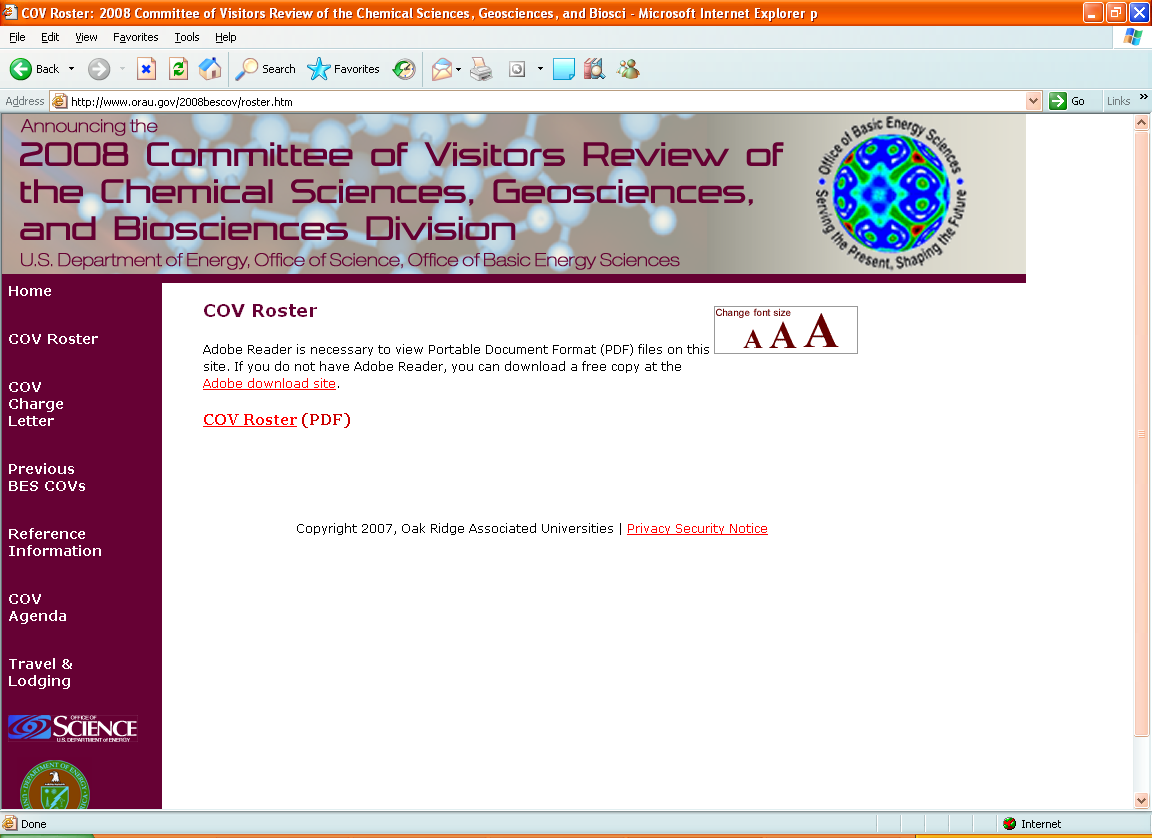 COV Roster: 2008 Committee of Visitors Review of the Chemical Sciences, Geosciences, and Biosci - Microsoft Internet Explorer p
File Edit View Favorites Tools Help
Back Search Favorites
Address http://www.orau.gov/2008bescov/roster.htm Go Links »
Announcing the
2008 Committee of Visitors Review of
the Chemical Sciences, Geosciences,
and Biosciences Division
U.S. Department of Energy, Office of Science, Office of Basic Energy Sciences
Office of Basic Energy Sciences
Serving the Present, Shaping the Future
Home
COV Roster
COV
Charge
Letter
Previous
BES COVs
Reference
Information
COV
Agenda
Travel &
Lodging
OFFICE OF
SCIENCE
U.S. DEPARTMENT OF ENERGY
COV Roster
Change font size
A A A
Adobe Reader is necessary to view Portable Document Format (PDF) files on this
site. If you do not have Adobe Reader, you can download a free copy at the
Adobe download site.
COV Roster (PDF)
Copyright 2007, Oak Ridge Associated Universities | Privacy Security Notice
Done Internet